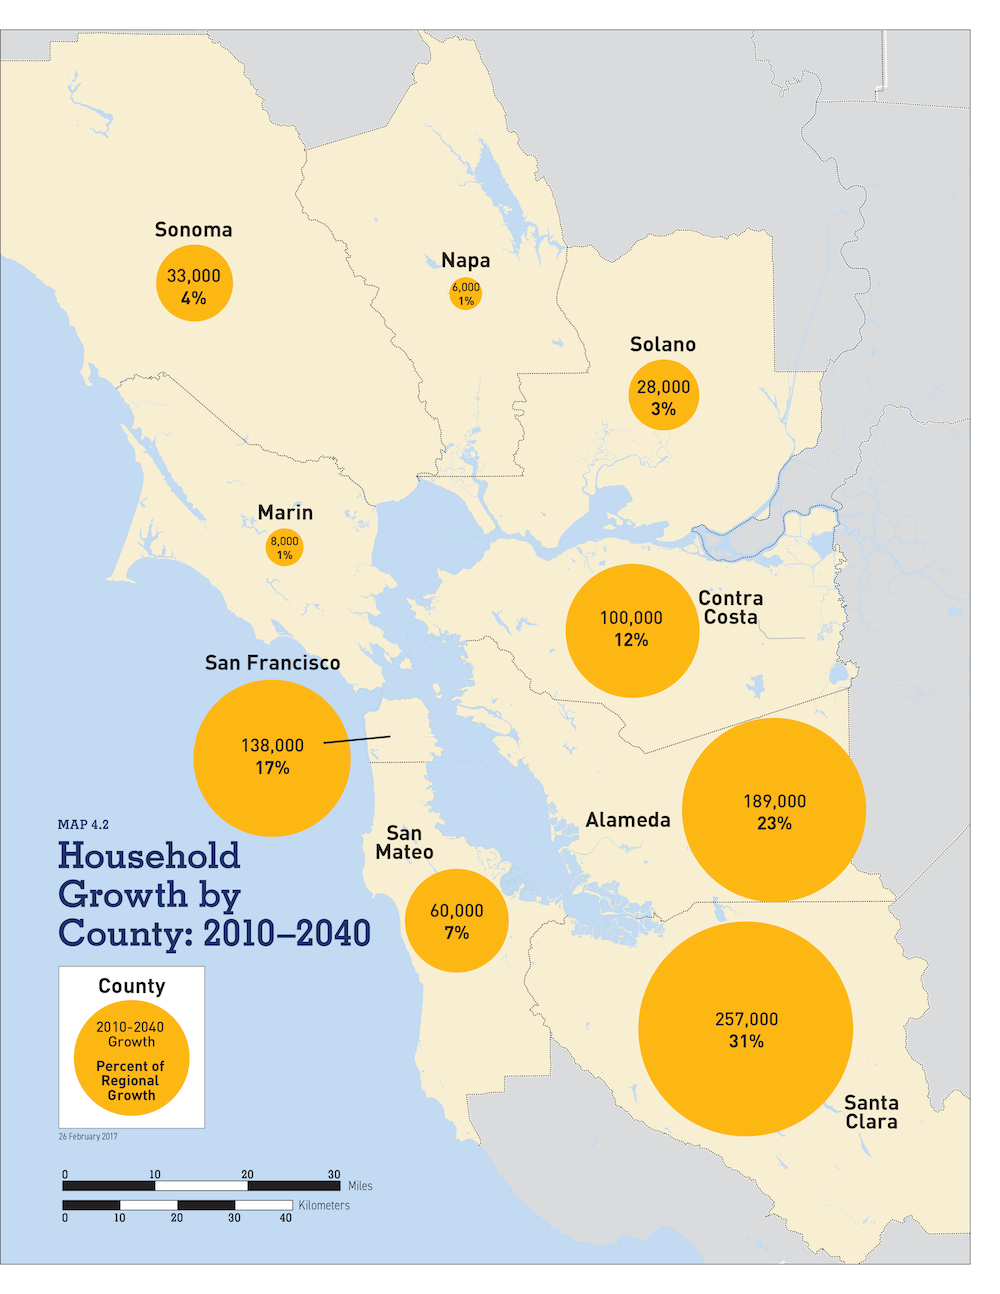 Sonoma
33,000
4%
Napa
6,000
1%
Solano
28,000
3%
Marin
8,000
1%
Contra
Costa
100,000
12%
San Francisco
138,000
17%
Alameda
189,000
23%
San
Mateo
60,000
7%
257,000
31%
Santa
Clara
MAP 4.2
Household
Growth by
County: 2010–2040
County
2010-2040
Growth
Percent of
Regional
Growth
26 February 2017
0 10 20 30
Miles
Kilometers
0 10 20 30 40